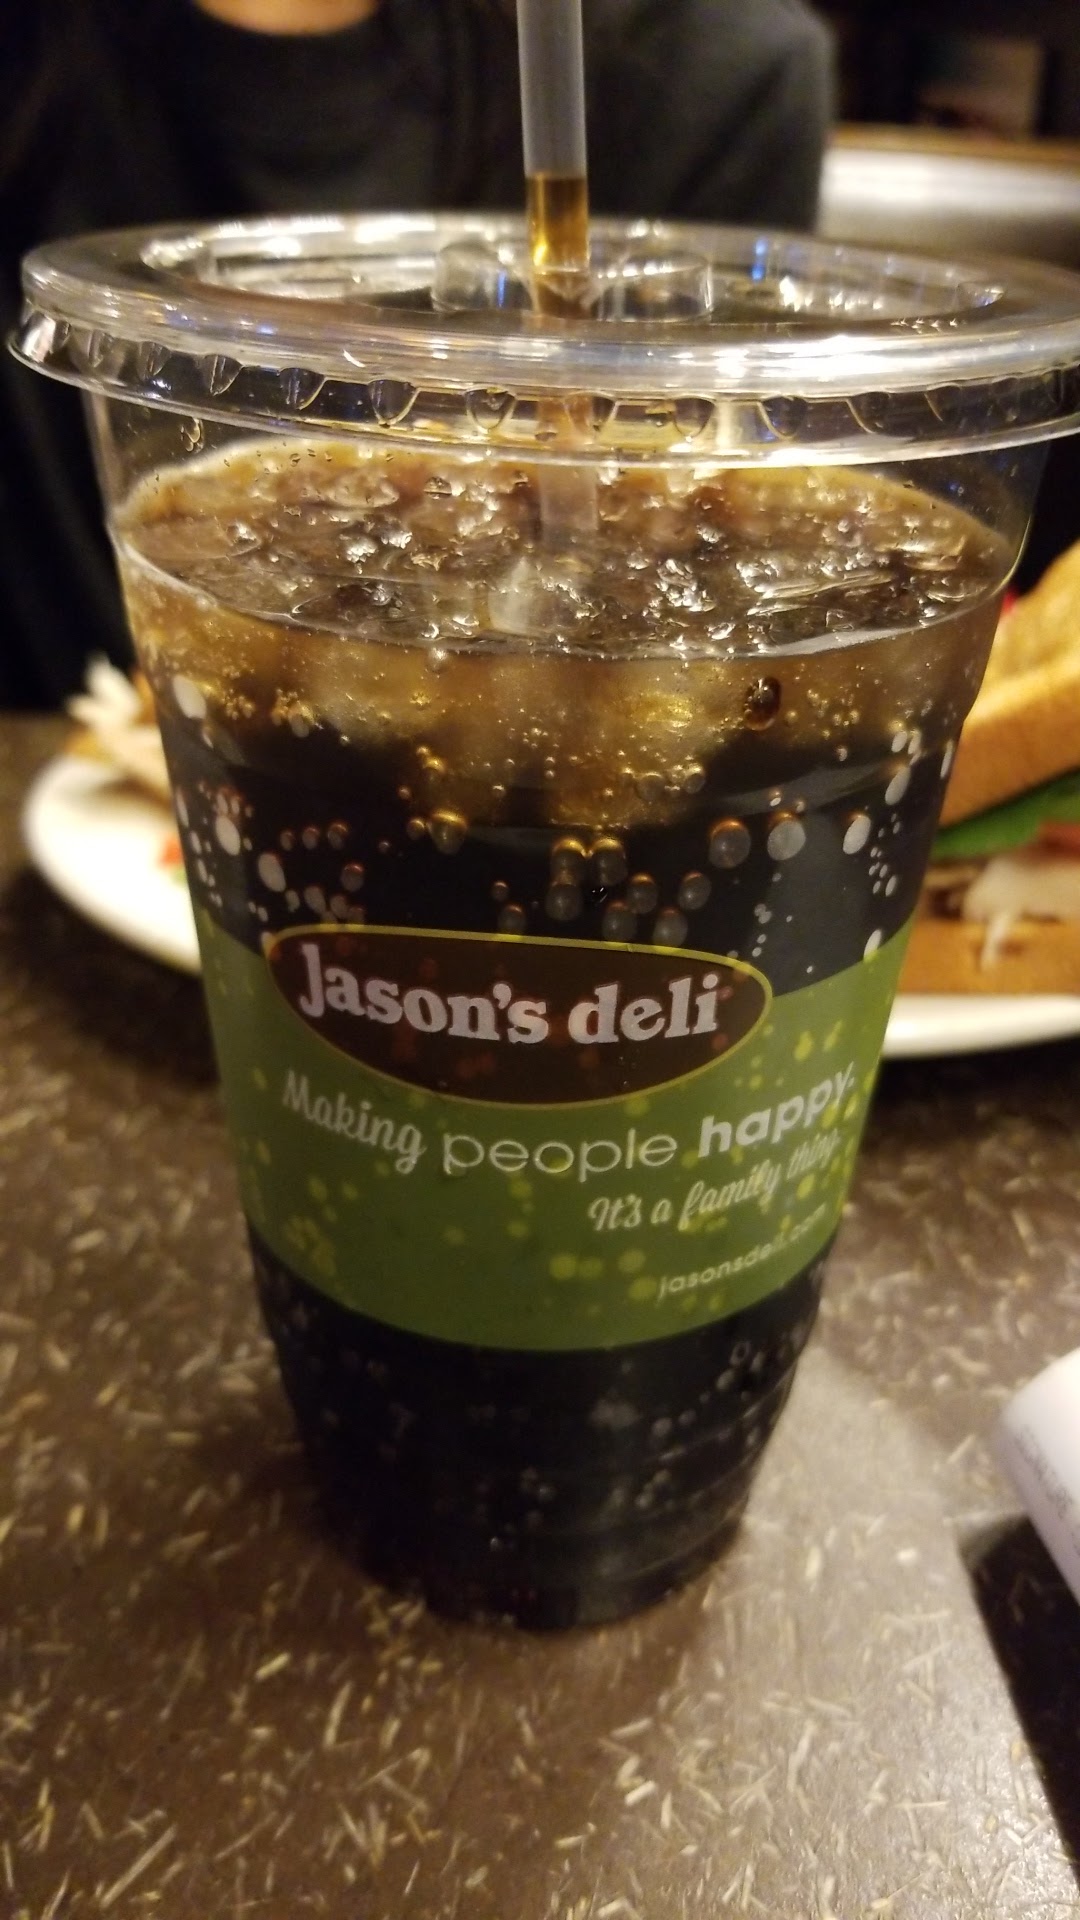 Jason's deli
Making people happy.
It's a family thing.
jasonsdeli.com